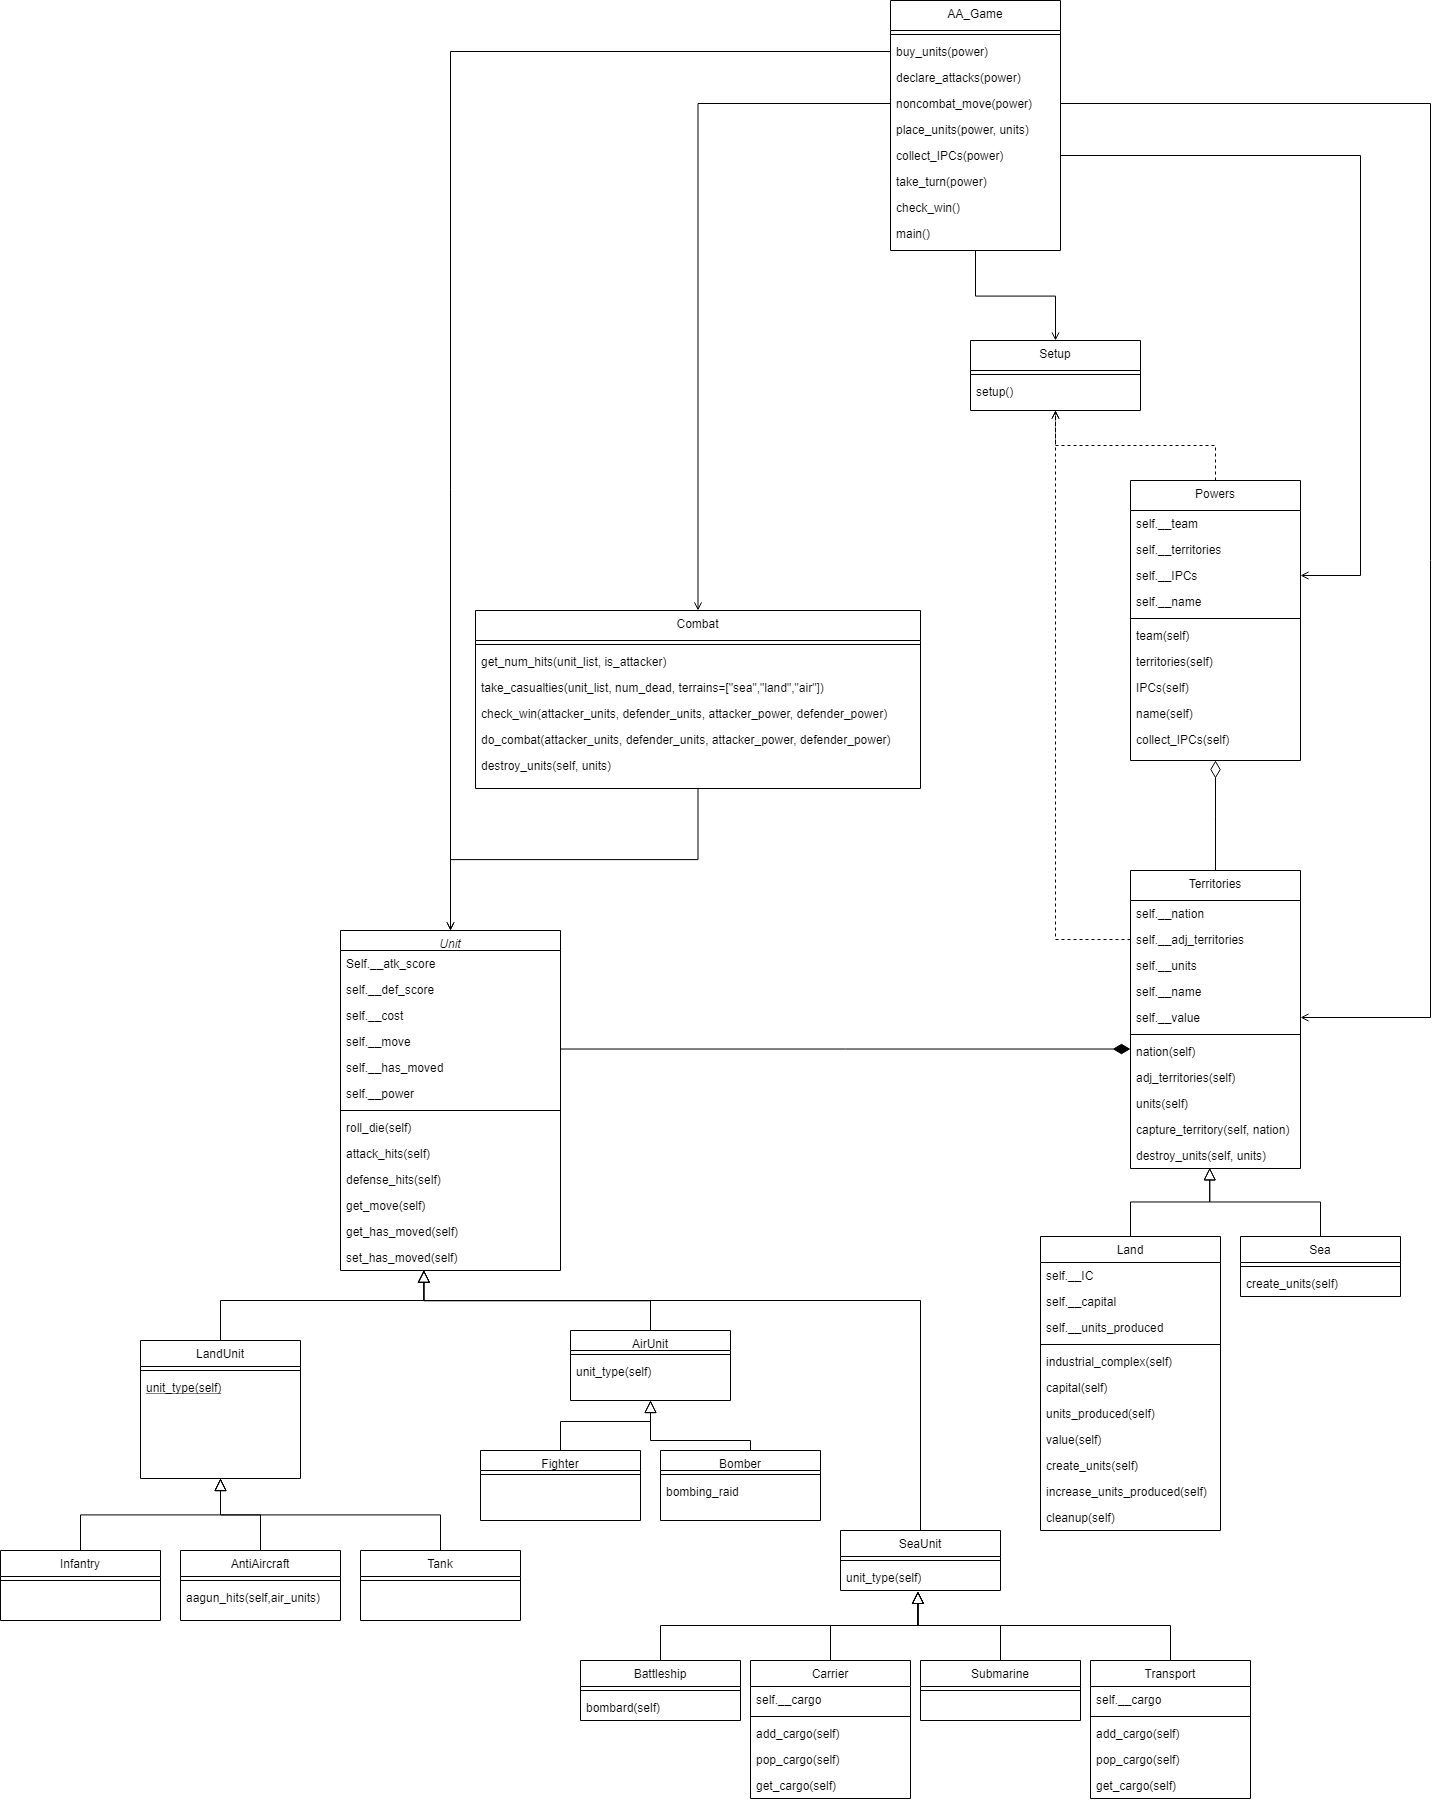 AA_Game
buy_units(power)
declare_attacks(power)
noncombat_move(power)
place_units(power, units)
collect_IPCs(power)
take_turn(power)
check_win()
main()
Setup
setup()
Powers
self.__team
self.__territories
self.__IPCs
self.__name
team(self)
territories(self)
IPCs(self)
name(self)
collect_IPCs(self)
Combat
get_num_hits(unit_list, is_attacker)
take_casualties(unit_list, num_dead, terrains=["sea","land","air"])
check_win(attacker_units, defender_units, attacker_power, defender_power)
do_combat(attacker_units, defender_units, attacker_power, defender_power)
destroy_units(self, units)
Territories
self.__nation
self.__adj_territories
self.__units
self.__name
self.__value
nation(self)
adj_territories(self)
units(self)
capture_territory(self, nation)
destroy_units(self, units)
Unit
Self.__atk_score
self.__def_score
self.__cost
self.__move
self.__has_moved
self.__power
roll_die(self)
attack_hits(self)
defense_hits(self)
get_move(self)
get_has_moved(self)
set_has_moved(self)
Land
self.__IC
self.__capital
self.__units_produced
industrial_complex(self)
capital(self)
units_produced(self)
value(self)
create_units(self)
increase_units_produced(self)
cleanup(self)
Sea
create_units(self)
LandUnit
unit_type(self)
AirUnit
unit_type(self)
Fighter
Bomber
bombing_raid
Infantry
AntiAircraft
aagun_hits(self,air_units)
Tank
SeaUnit
unit_type(self)
Battleship
bombard(self)
Carrier
self.__cargo
add_cargo(self)
pop_cargo(self)
get_cargo(self)
Submarine
Transport
self.__cargo
add_cargo(self)
pop_cargo(self)
get_cargo(self)